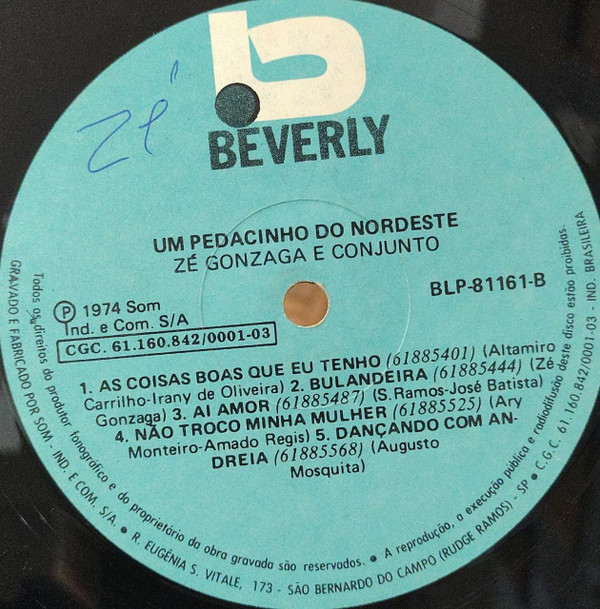 Zé
BEVERLY
UM PEDACINHO DO NORDESTE
ZÉ GONZAGA E CONJUNTO
BLP-81161-B
Ⓟ 1974 Som
Ind. e Com. S/A
CGC. 61.160.842/0001-03
1. AS COISAS BOAS QUE EU TENHO (61885401) (Altamiro
Carrilho-Irany de Oliveira) 2. BULANDEIRA (61885444) (Zé
Gonzaga) 3. AI AMOR (61885487) (S. Ramos-José Batista)
4. NÃO TROCO MINHA MULHER (61885525) (Ary
Monteiro-Amado Regis) 5. DANÇANDO COM AN-
DREIA (61885568) (Augusto
Mosquita)
Todos os direitos do produtor fonográfico e do proprietário da obra gravada são reservados. • A reprodução, a execução pública e radiodifusão deste disco estão proibidas.
GRAVADO E FABRICADO POR SOM - IND. E COM. S/A. • R. EUGÊNIA S. VITALE, 173 - SÃO BERNARDO DO CAMPO (RUDGE RAMOS) - SP • C.G.C. 61.160.842/0001-03 - IND. BRASILEIRA